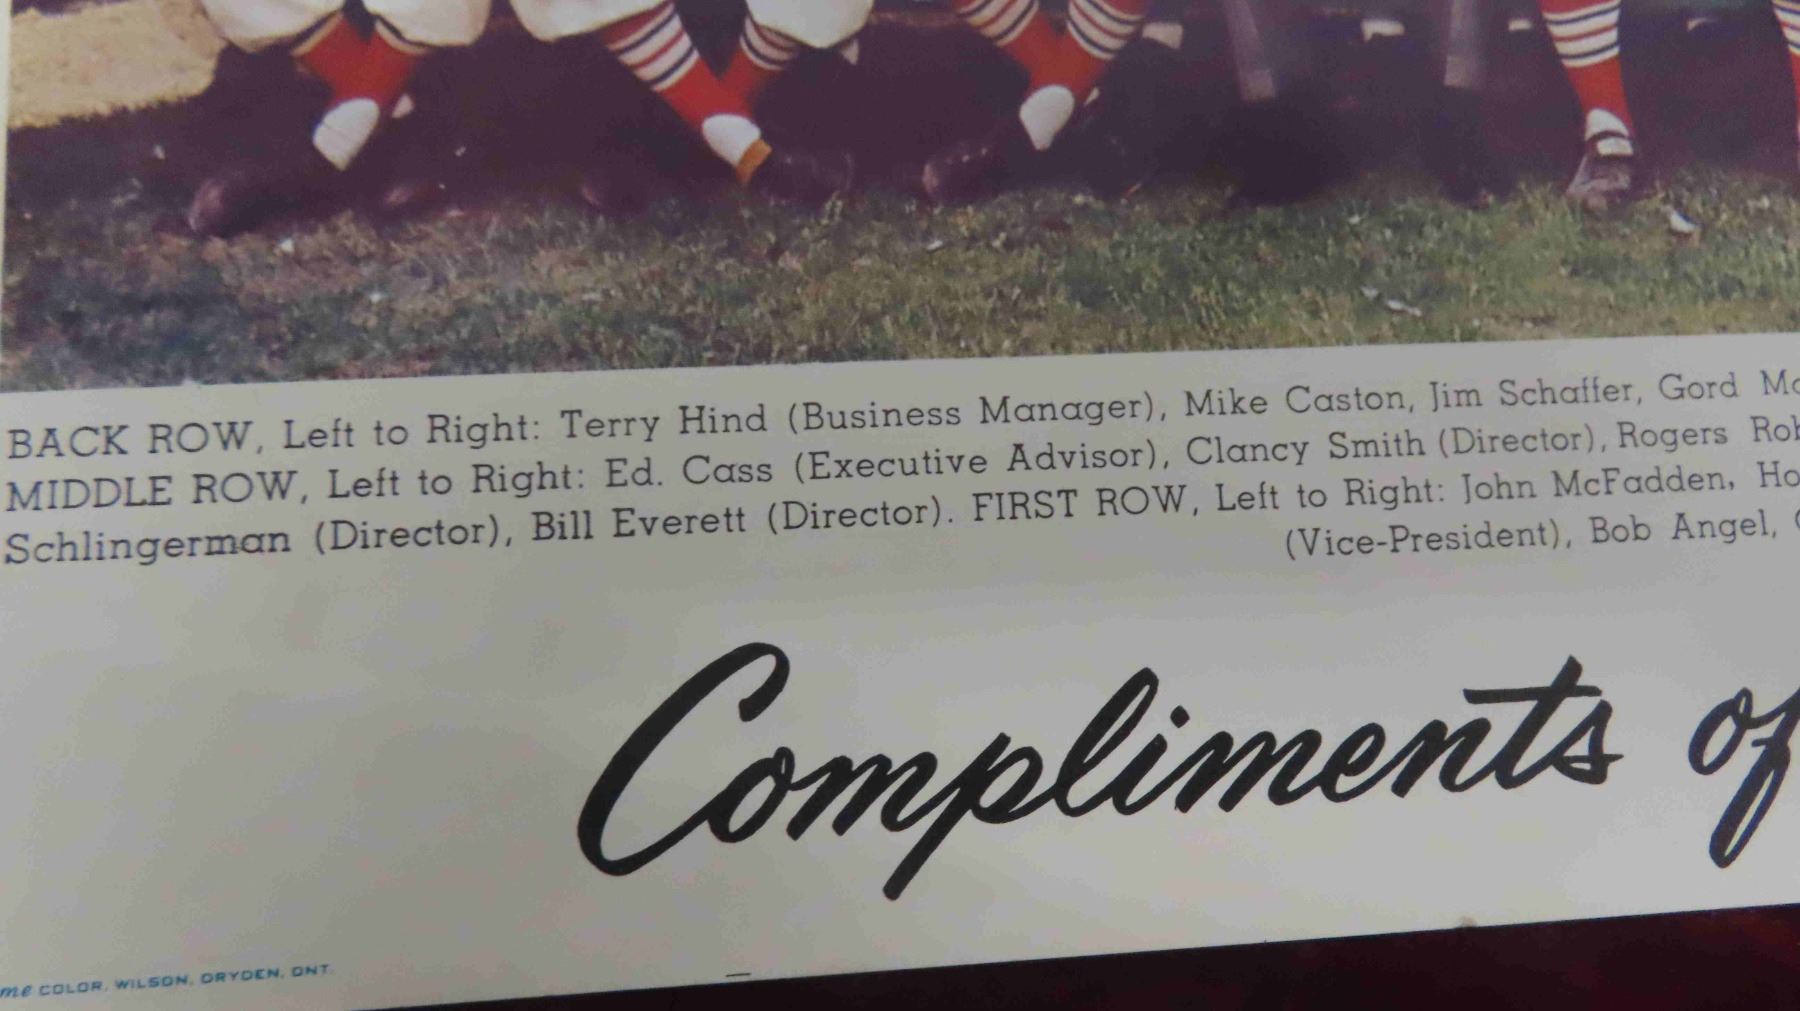 BACK ROW, Left to Right: Terry Hind (Business Manager), Mike Caston, Jim Schaffer, Gord
MIDDLE ROW, Left to Right: Ed. Cass (Executive Advisor), Clancy Smith (Director), Rogers
Schlingerman (Director), Bill Everett (Director). FIRST ROW, Left to Right: John McFadden,
(Vice-President), Bob Angel,
Compliments of
COLOR, WILSON, DRYDEN, ONT.